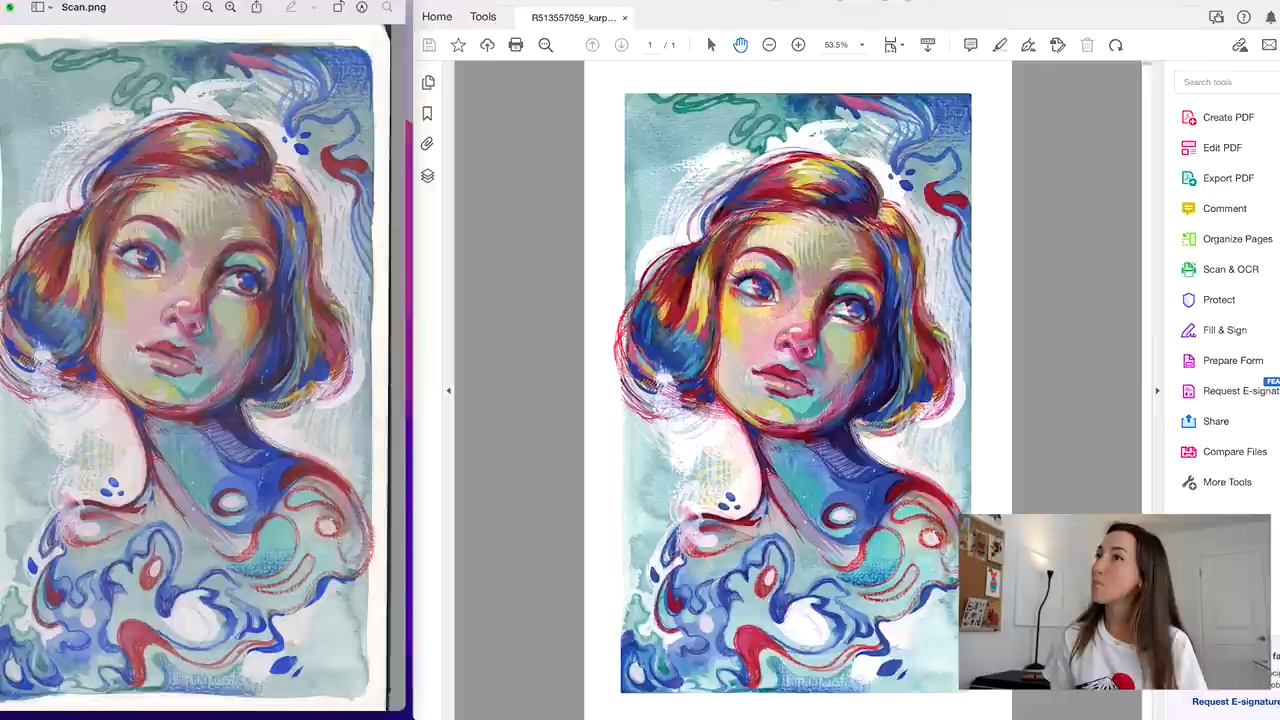 Scan.png
Home
Tools
R513557059_karp...
1 / 1
53.5%
Search tools
Create PDF
Edit PDF
Export PDF
Comment
Organize Pages
Scan & OCR
Protect
Fill & Sign
Prepare Form
Request E-signat
FEA
Share
Compare Files
More Tools
Request E-signature